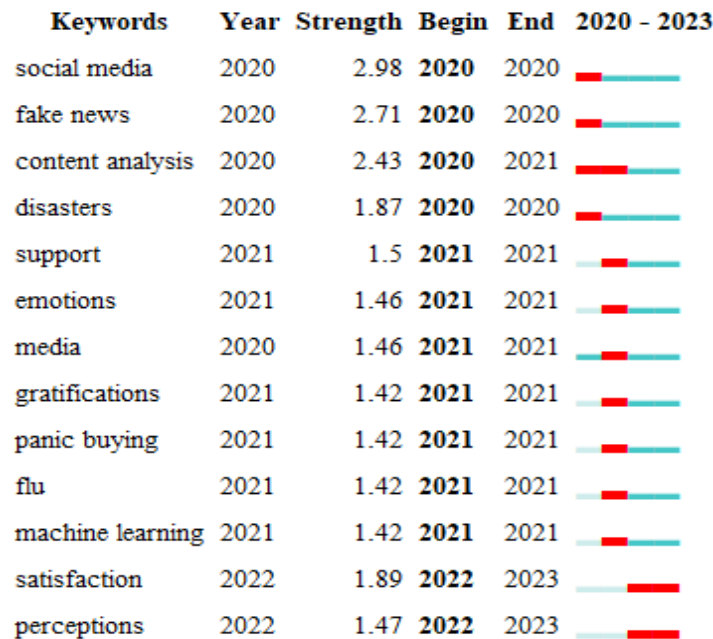 Keywords Year Strength Begin End 2020 - 2023
social media 2020 2.98 2020 2020
fake news 2020 2.71 2020 2020
content analysis 2020 2.43 2020 2021
disasters 2020 1.87 2020 2020
support 2021 1.5 2021 2021
emotions 2021 1.46 2021 2021
media 2020 1.46 2021 2021
gratifications 2021 1.42 2021 2021
panic buying 2021 1.42 2021 2021
flu 2021 1.42 2021 2021
machine learning 2021 1.42 2021 2021
satisfaction 2022 1.89 2022 2023
perceptions 2022 1.47 2022 2023